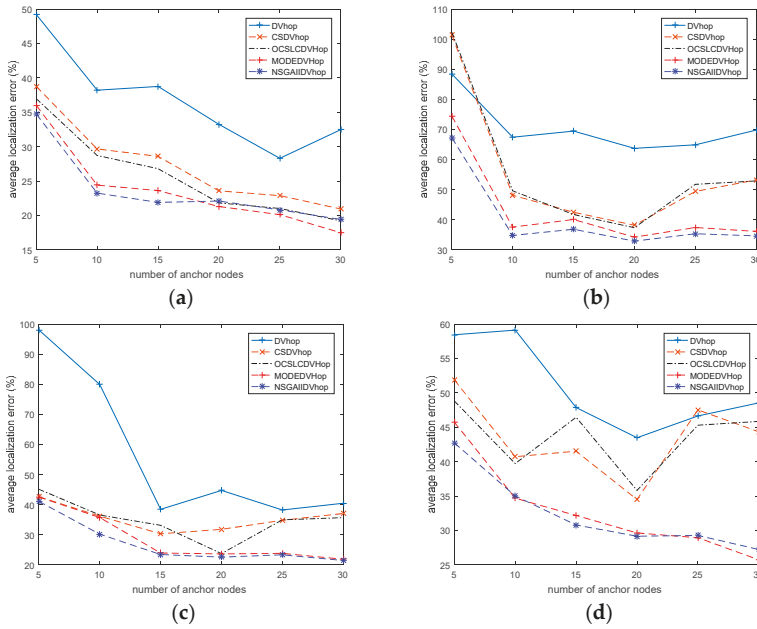 50
45
40
35
30
25
20
15
5
10
15
20
25
30
average localization error (%)
number of anchor nodes
DVhop
CSDVhop
OCSLCDVHop
MODEDVHop
NSGAIIDVhop
(a)
110
100
90
80
70
60
50
40
30
5
10
15
20
25
30
average localization error (%)
number of anchor nodes
DVhop
CSDVhop
OCSLCDVHop
MODEDVHop
NSGAIIDVhop
(b)
100
90
80
70
60
50
40
30
20
5
10
15
20
25
30
average localization error (%)
number of anchor nodes
DVhop
CSDVhop
OCSLCDVHop
MODEDVHop
NSGAIIDVhop
(c)
60
55
50
45
40
35
30
25
5
10
15
20
25
30
average localization error (%)
number of anchor nodes
DVhop
CSDVhop
OCSLCDVHop
MODEDVHop
NSGAIIDVhop
(d)